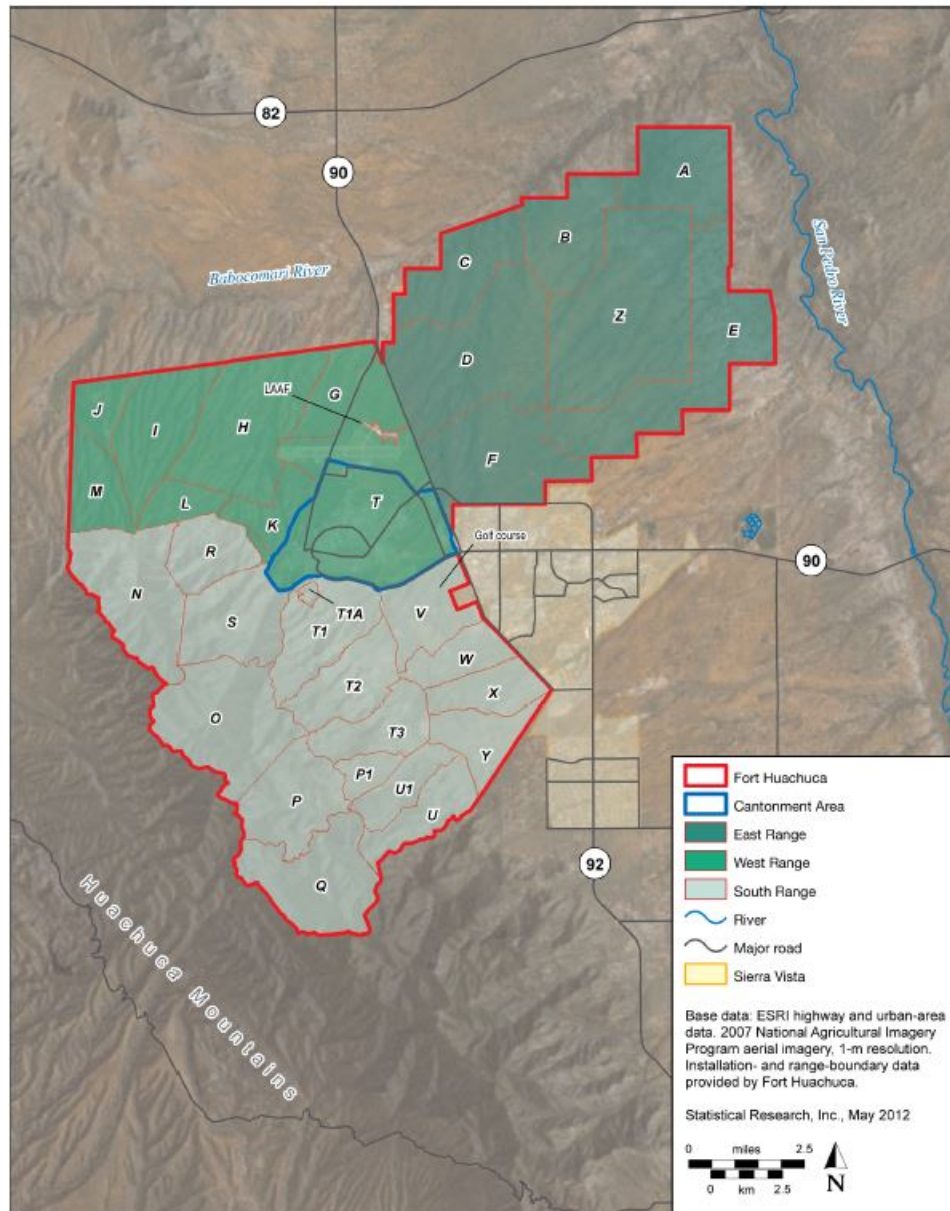 82
90
A
B
C
Babocomari River
San Pedro River
Z
E
D
LAAF
G
J
H
I
F
M
L
T
K
Golf course
90
R
N
S
T1A
V
T1
W
T2
X
O
T3
Y
P1
U1
P
U
Q
92
Huachuca Mountains
Fort Huachuca
Cantonment Area
East Range
West Range
South Range
River
Major road
Sierra Vista
Base data: ESRI highway and urban-area
data. 2007 National Agricultural Imagery
Program aerial imagery, 1-m resolution.
Installation- and range-boundary data
provided by Fort Huachuca.
Statistical Research, Inc., May 2012
0 miles 2.5
0 km 2.5
N